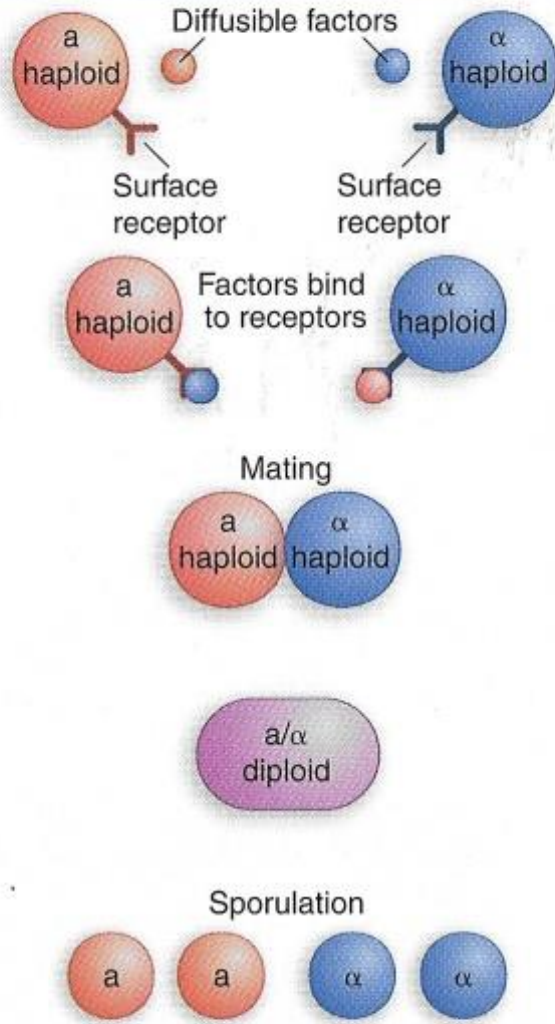 Diffusible factors
a
haploid
α
haploid
Surface
receptor
Surface
receptor
a
haploid
Factors bind
to receptors
α
haploid
Mating
a
haploid
α
haploid
a/α
diploid
Sporulation
a
a
α
α